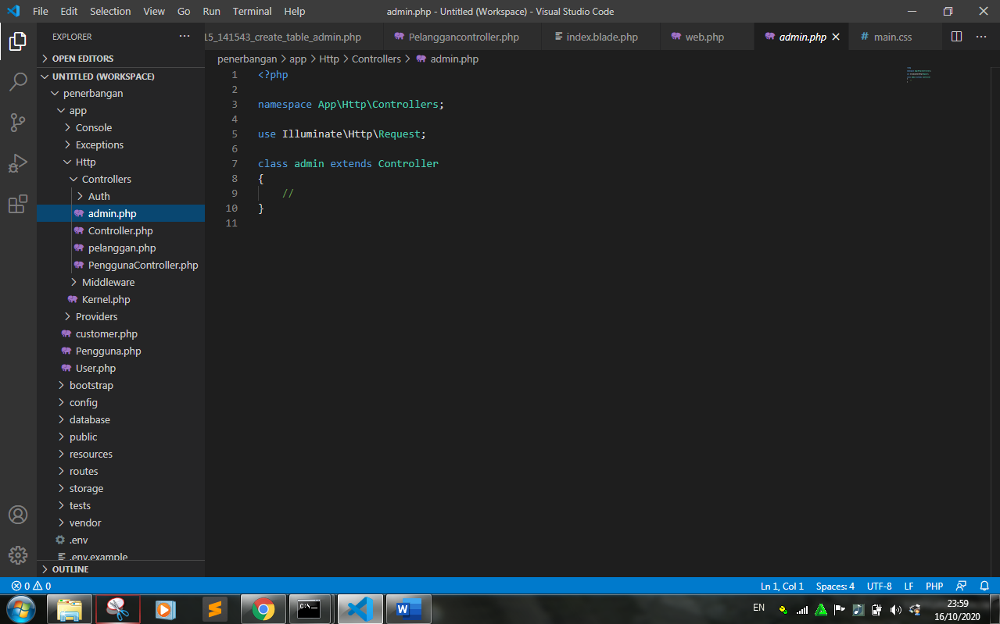 File Edit Selection View Go Run Terminal Help
admin.php - Untitled (Workspace) - Visual Studio Code
EXPLORER
OPEN EDITORS
UNTITLED (WORKSPACE)
penerbangan
app
Console
Exceptions
Http
Controllers
Auth
admin.php
Controller.php
pelanggan.php
PenggunaController.php
Middleware
Kernel.php
Providers
customer.php
Pengguna.php
User.php
bootstrap
config
database
public
resources
routes
storage
tests
vendor
.env
.env.example
OUTLINE
15_141543_create_table_admin.php Pelanggancontroller.php index.blade.php web.php admin.php # main.css
penerbangan > app > Http > Controllers > admin.php
1 <?php
2
3 namespace App\Http\Controllers;
4
5 use Illuminate\Http\Request;
6
7 class admin extends Controller
8 {
9 //
10 }
11
0 0
Ln 1, Col 1 Spaces: 4 UTF-8 LF PHP
C:\
W
EN
23:59
16/10/2020